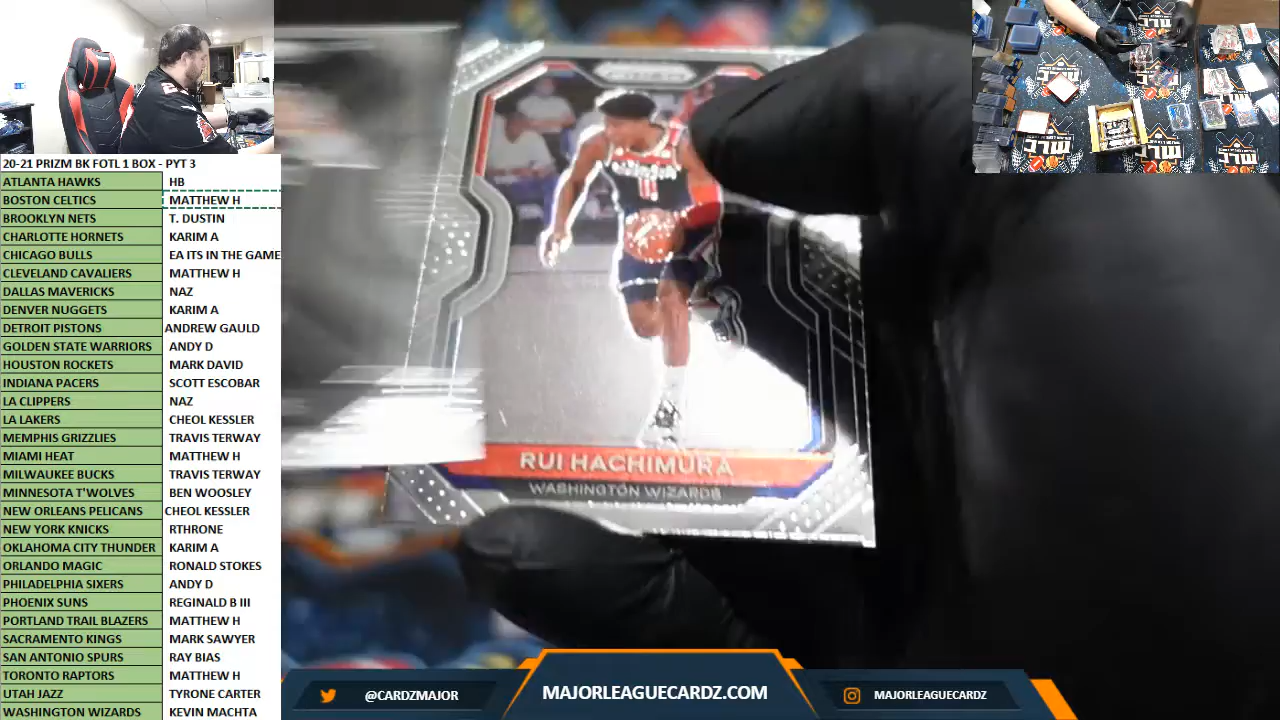 20-21 PRIZM BK FOTL 1 BOX - PYT 3
ATLANTA HAWKS HB
BOSTON CELTICS MATTHEW H
BROOKLYN NETS T. DUSTIN
CHARLOTTE HORNETS KARIM A
CHICAGO BULLS EA ITS IN THE GAME
CLEVELAND CAVALIERS MATTHEW H
DALLAS MAVERICKS NAZ
DENVER NUGGETS KARIM A
DETROIT PISTONS ANDREW GAULD
GOLDEN STATE WARRIORS ANDY D
HOUSTON ROCKETS MARK DAVID
INDIANA PACERS SCOTT ESCOBAR
LA CLIPPERS NAZ
LA LAKERS CHEOL KESSLER
MEMPHIS GRIZZLIES TRAVIS TERWAY
MIAMI HEAT MATTHEW H
MILWAUKEE BUCKS TRAVIS TERWAY
MINNESOTA T'WOLVES BEN WOOSLEY
NEW ORLEANS PELICANS CHEOL KESSLER
NEW YORK KNICKS RTHRONE
OKLAHOMA CITY THUNDER KARIM A
ORLANDO MAGIC RONALD STOKES
PHILADELPHIA SIXERS ANDY D
PHOENIX SUNS REGINALD B III
PORTLAND TRAIL BLAZERS MATTHEW H
SACRAMENTO KINGS MARK SAWYER
SAN ANTONIO SPURS RAY BIAS
TORONTO RAPTORS MATTHEW H
UTAH JAZZ TYRONE CARTER
WASHINGTON WIZARDS KEVIN MACHTA
RUI HACHIMURA
WASHINGTON WIZARDS
@CARDZMAJOR
MAJORLEAGUECARDZ.COM
MAJORLEAGUECARDZ